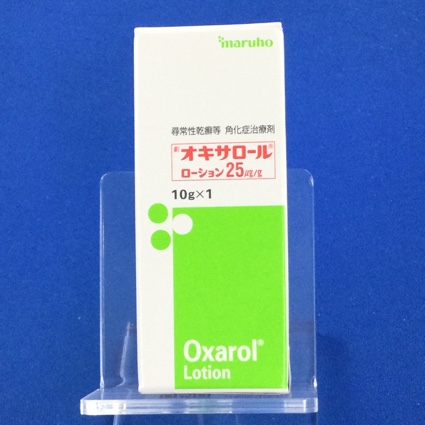 maruho
尋常性乾癬等 角化症治療剤
劇 オキサロール®
ローション25μg/g
10g×1
Oxarol®
Lotion